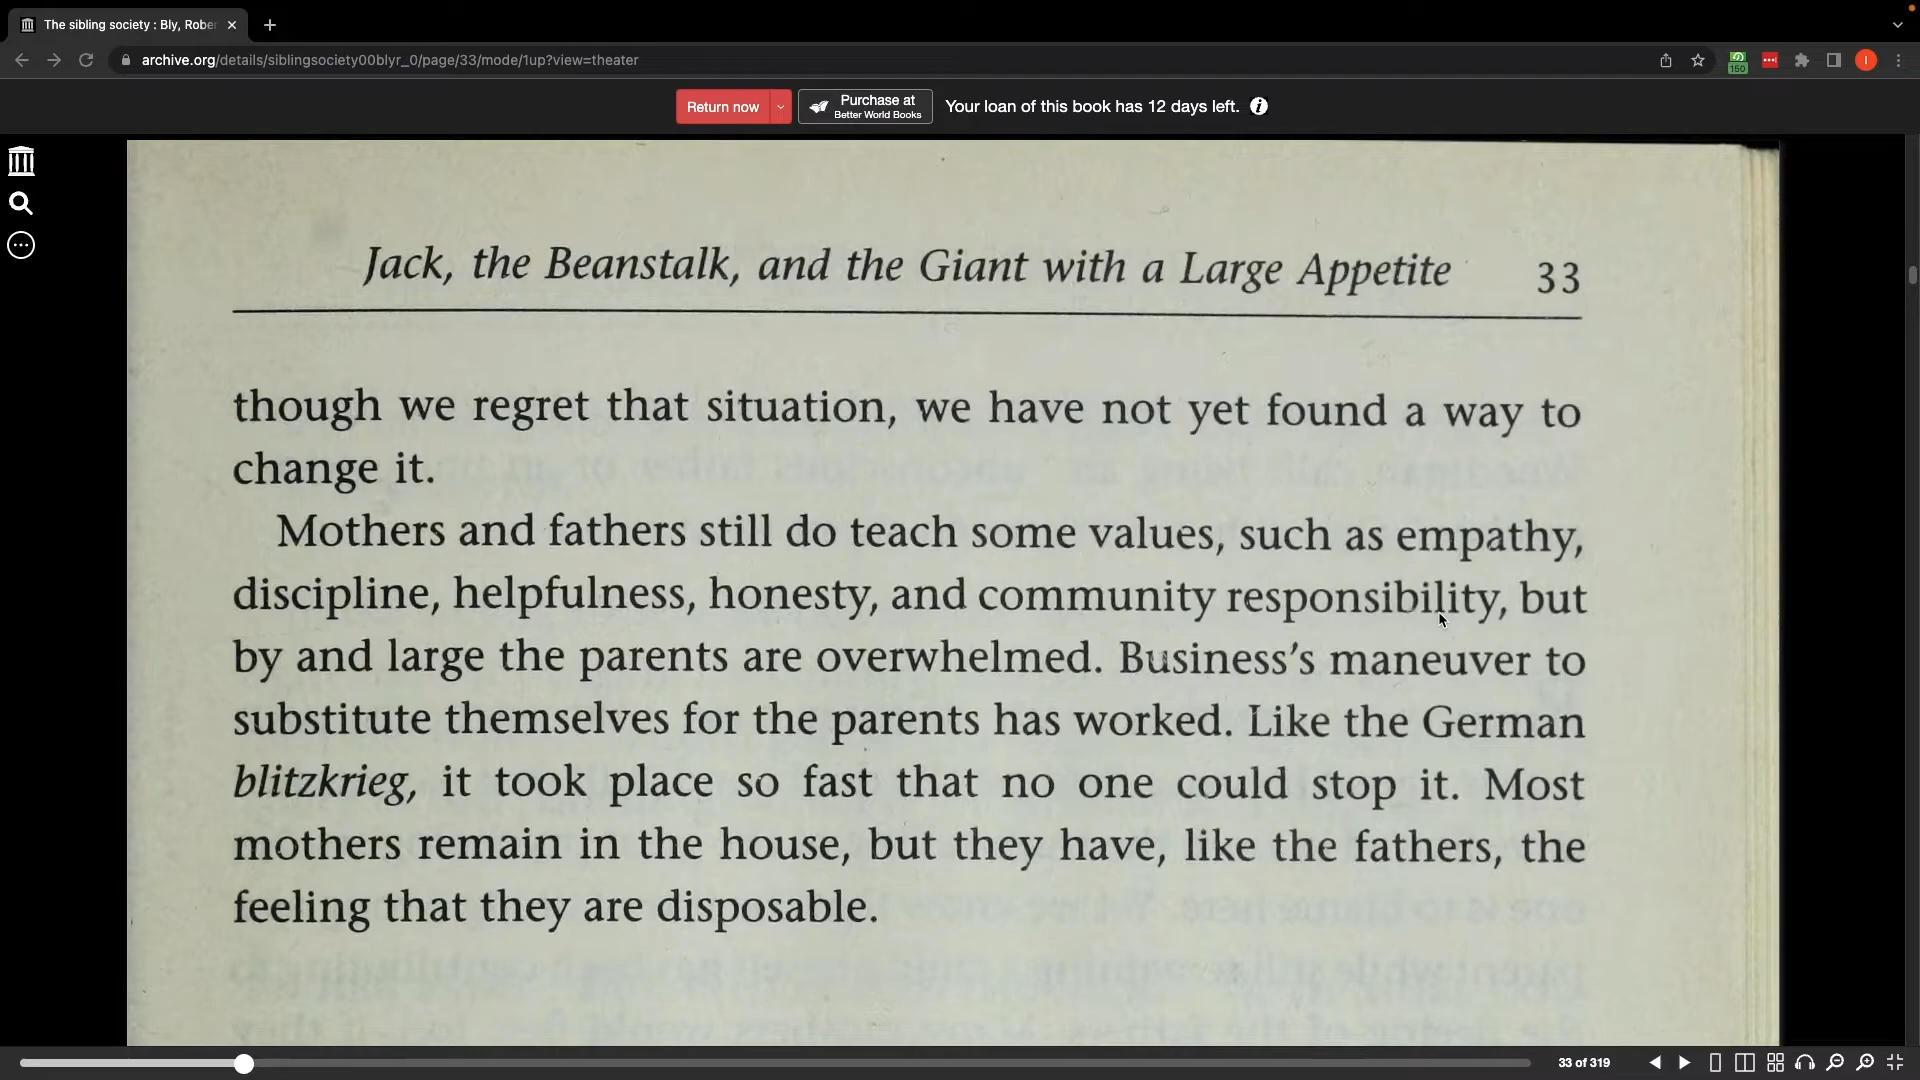 The sibling society : Bly, Rober
archive.org/details/siblingsociety00blyr_0/page/33/mode/1up?view=theater
150
I
Return now
Purchase at
Better World Books
Your loan of this book has 12 days left.
Jack, the Beanstalk, and the Giant with a Large Appetite 33
though we regret that situation, we have not yet found a way to
change it.
Mothers and fathers still do teach some values, such as empathy,
discipline, helpfulness, honesty, and community responsibility, but
by and large the parents are overwhelmed. Business's maneuver to
substitute themselves for the parents has worked. Like the German
blitzkrieg, it took place so fast that no one could stop it. Most
mothers remain in the house, but they have, like the fathers, the
feeling that they are disposable.
33 of 319